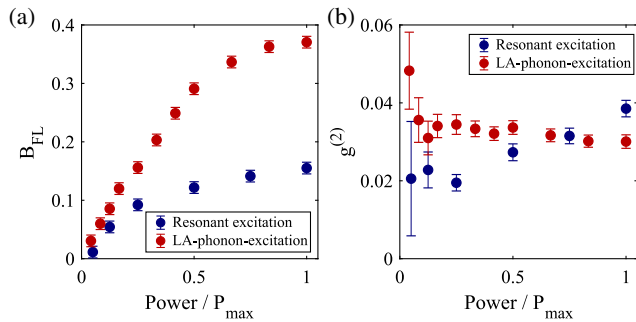 (a)
0.4
0.3
0.2
0.1
0
B_FL
Resonant excitation
LA-phonon-excitation
0
0.5
1
Power / P_max
(b)
0.06
0.04
0.02
0
g^(2)
Resonant excitation
LA-phonon-excitation
0
0.5
1
Power / P_max